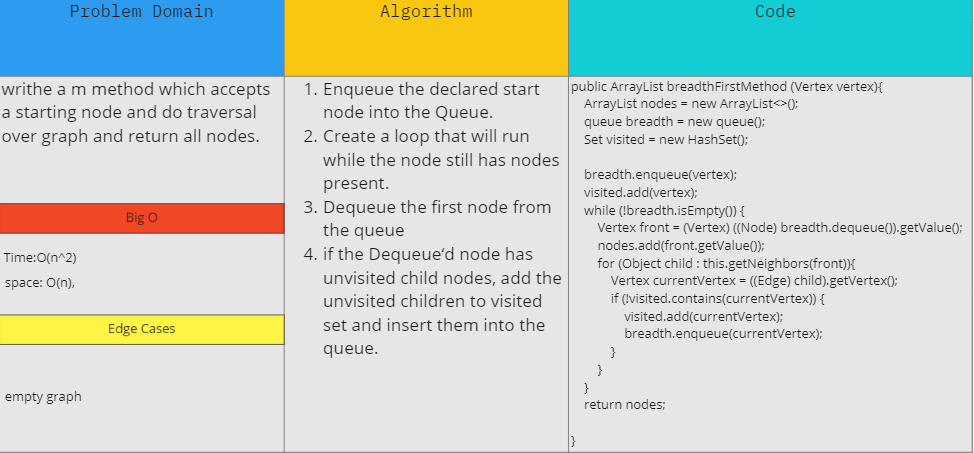 Problem Domain
writhe a m method which accepts
a starting node and do traversal
over graph and return all nodes.
Big O
Time:O(n^2)
space: O(n),
Edge Cases
empty graph
Algorithm
1. Enqueue the declared start
node into the Queue.
2. Create a loop that will run
while the node still has nodes
present.
3. Dequeue the first node from
the queue
4. if the Dequeue‘d node has
unvisited child nodes, add the
unvisited children to visited
set and insert them into the
queue.
Code
public ArrayList breadthFirstMethod (Vertex vertex){
ArrayList nodes = new ArrayList<>();
queue breadth = new queue();
Set visited = new HashSet();
breadth.enqueue(vertex);
visited.add(vertex);
while (!breadth.isEmpty()) {
Vertex front = (Vertex) ((Node) breadth.dequeue()).getValue();
nodes.add(front.getValue());
for (Object child : this.getNeighbors(front)){
Vertex currentVertex = ((Edge) child).getVertex();
if (!visited.contains(currentVertex)) {
visited.add(currentVertex);
breadth.enqueue(currentVertex);
}
}
}
return nodes;
}